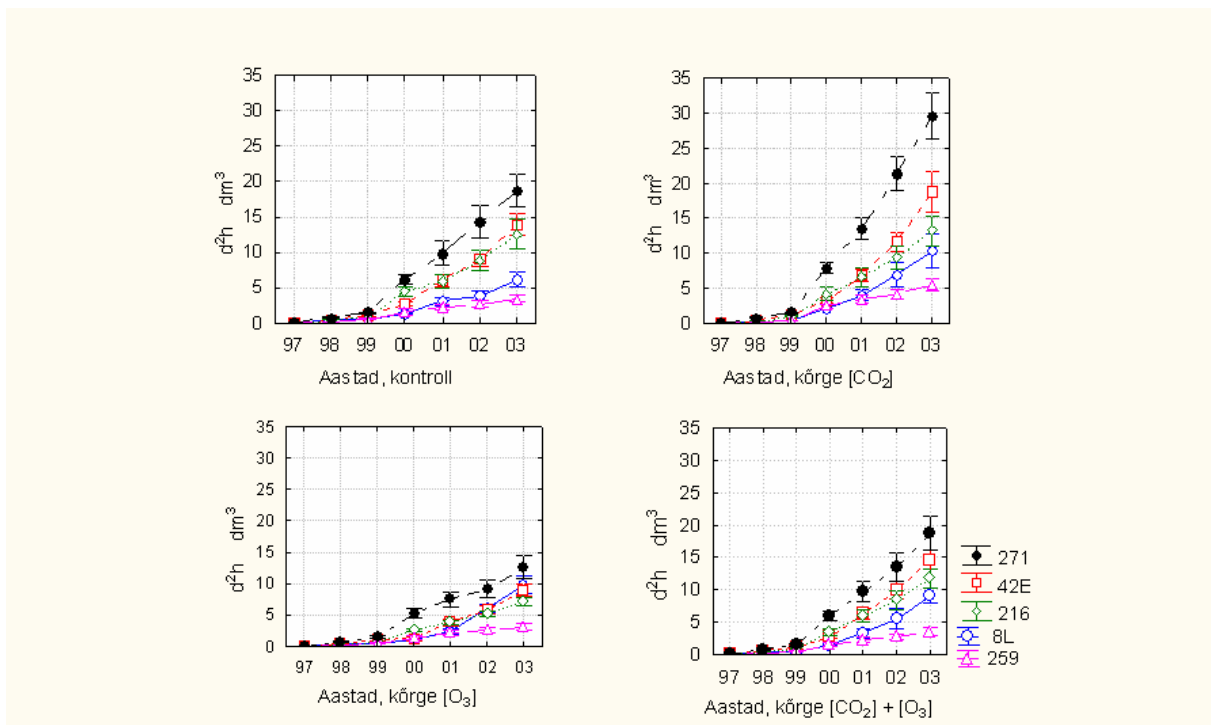 35
30
25
20
15
10
5
0
d²h dm³
97 98 99 00 01 02 03
Aastad, kontroll
35
30
25
20
15
10
5
0
d²h dm³
97 98 99 00 01 02 03
Aastad, kőrge [CO₂]
35
30
25
20
15
10
5
0
d²h dm³
97 98 99 00 01 02 03
Aastad, kőrge [O₃]
35
30
25
20
15
10
5
0
d²h dm³
97 98 99 00 01 02 03
Aastad, kőrge [CO₂] + [O₃]
271
42E
216
8L
259